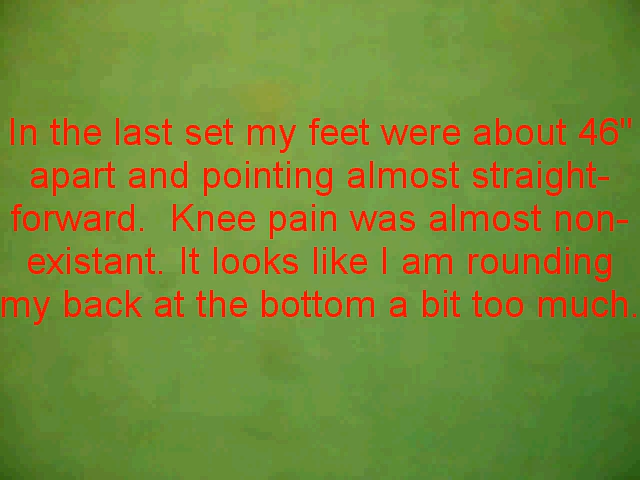 In the last set my feet were about 46"
apart and pointing almost straight-
forward.  Knee pain was almost non-
existant. It looks like I am rounding
my back at the bottom a bit too much.